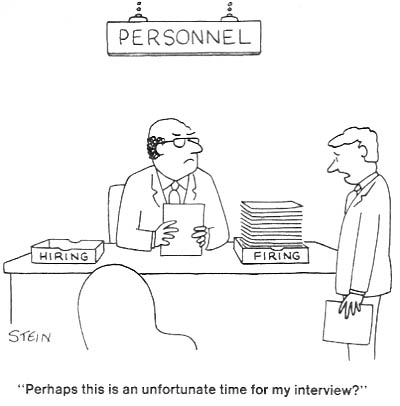 PERSONNEL
HIRING
FIRING
STEIN
"Perhaps this is an unfortunate time for my interview?"